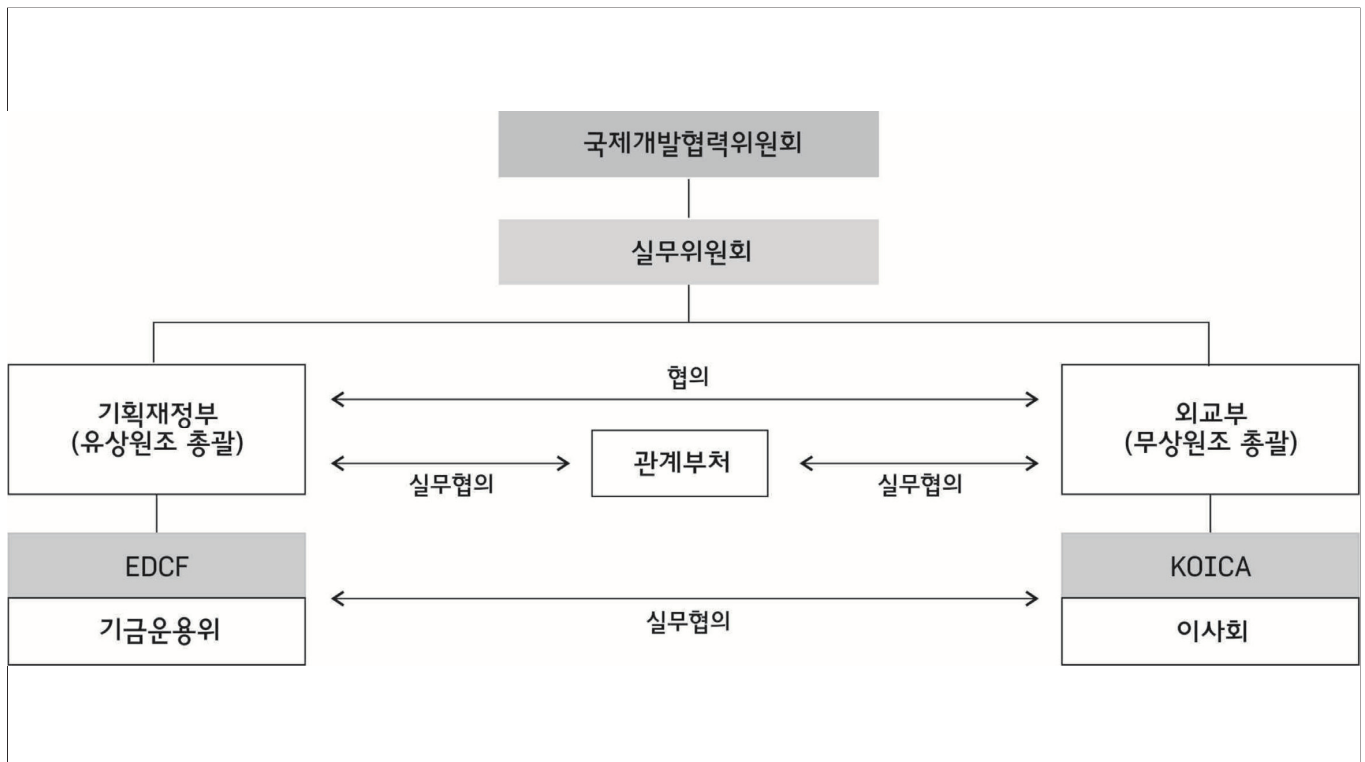 국제개발협력위원회
실무위원회
기획재정부
(유상원조 총괄)
협의
외교부
(무상원조 총괄)
실무협의
관계부처
실무협의
EDCF
기금운용위
실무협의
KOICA
이사회